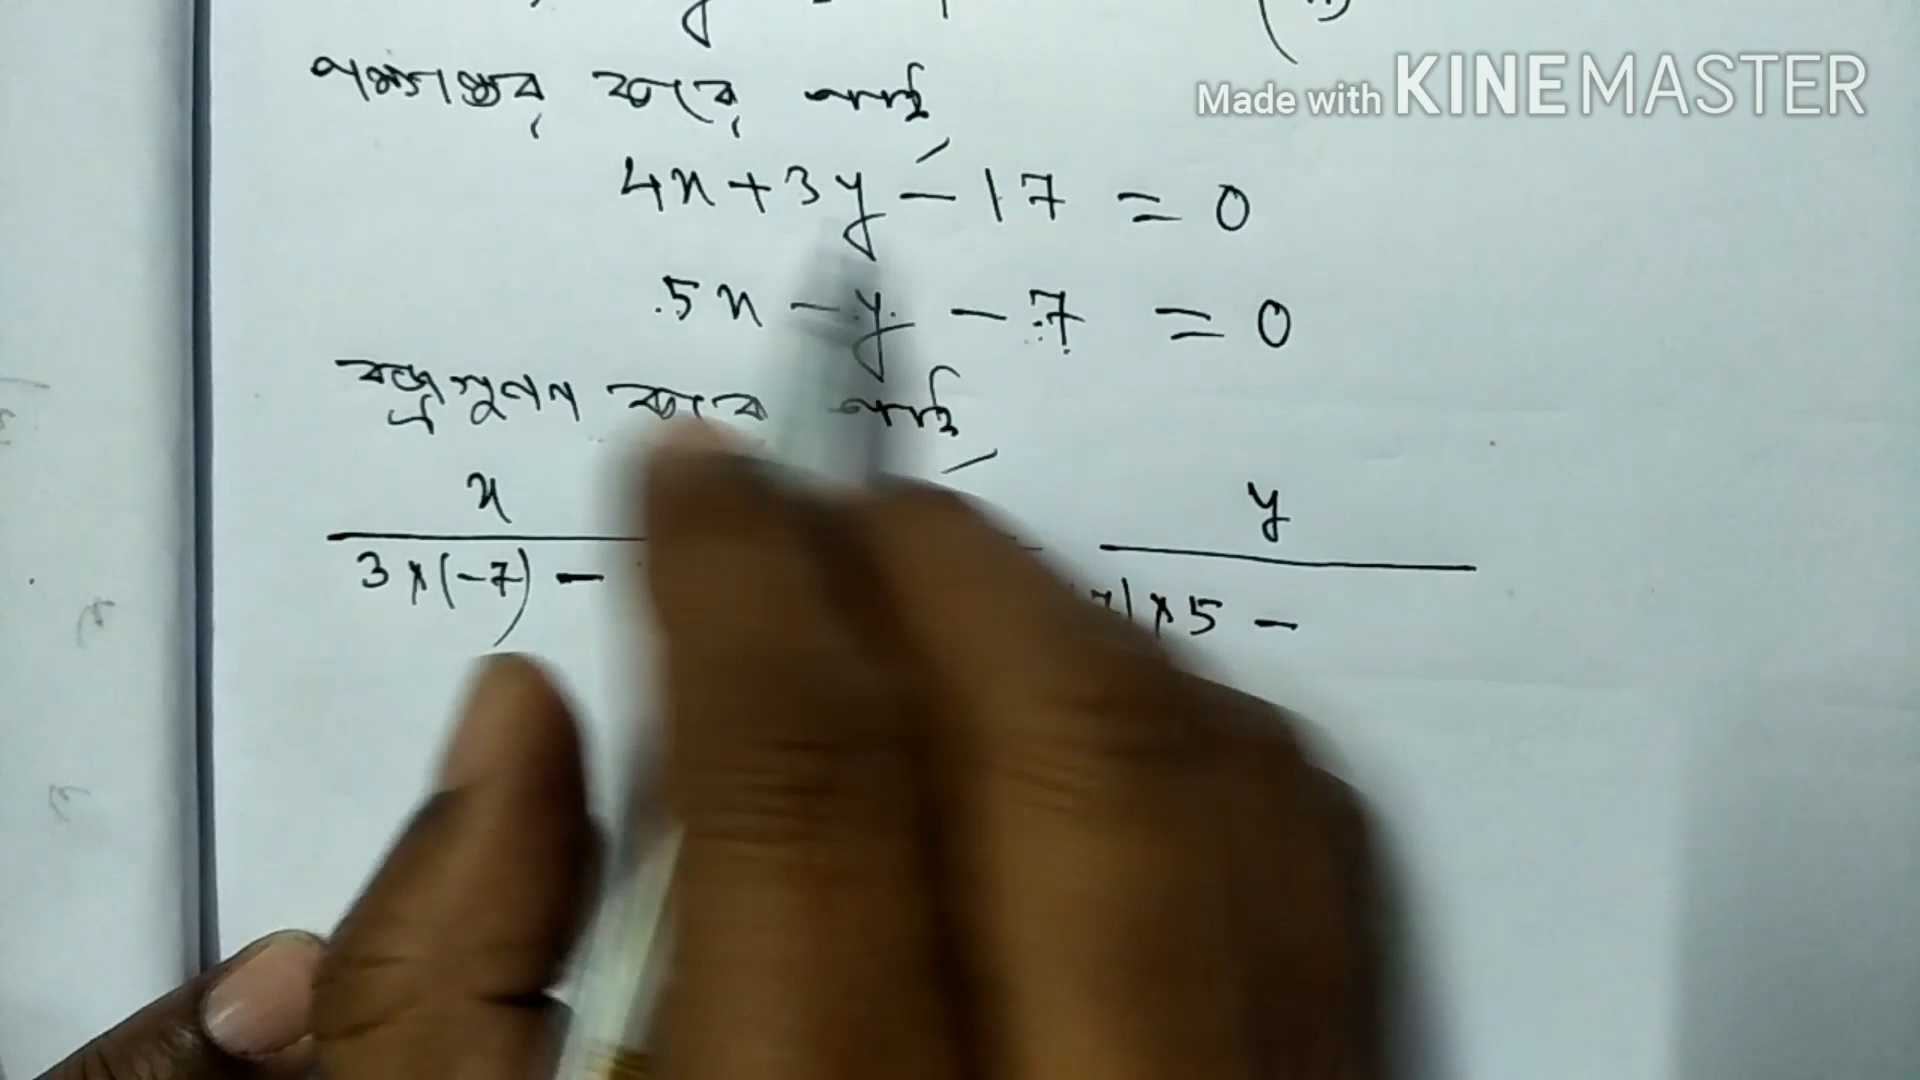 Made with KINEMASTER
পক্ষান্তর করে পাই
4x + 3y - 17 = 0
5x - y - 7 = 0
বজ্রগুণন করে পাই
x y
3 × (-7) - 7) × 5 -